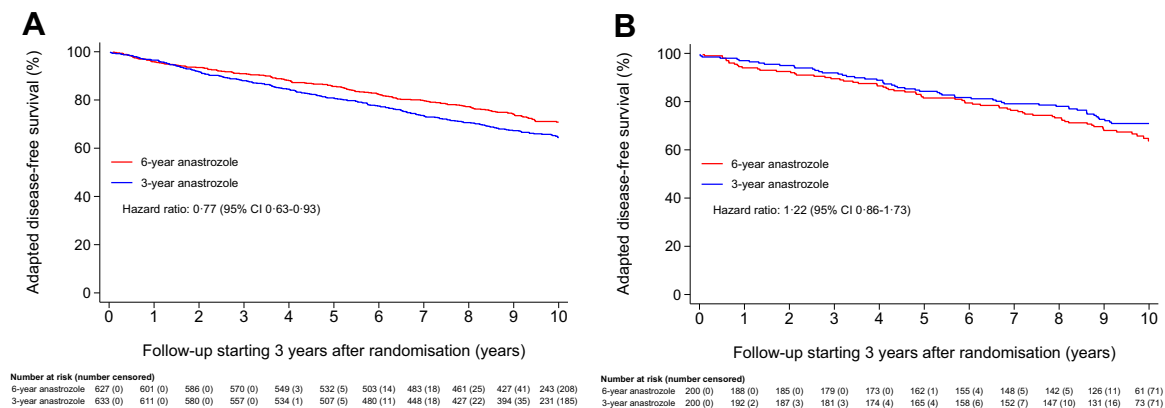 A
Adapted disease-free survival (%)
100
80
60
40
20
0
6-year anastrozole
3-year anastrozole
Hazard ratio: 0·77 (95% CI 0·63-0·93)
0 1 2 3 4 5 6 7 8 9 10
Follow-up starting 3 years after randomisation (years)
Number at risk (number censored)
6-year anastrozole 627 (0) 601 (0) 586 (0) 570 (0) 549 (3) 532 (5) 503 (14) 483 (18) 461 (25) 427 (41) 243 (208)
3-year anastrozole 633 (0) 611 (0) 580 (0) 557 (0) 534 (1) 507 (5) 480 (11) 448 (18) 427 (22) 394 (35) 231 (185)
B
Adapted disease-free survival (%)
100
80
60
40
20
0
6-year anastrozole
3-year anastrozole
Hazard ratio: 1·22 (95% CI 0·86-1·73)
0 1 2 3 4 5 6 7 8 9 10
Follow-up starting 3 years after randomisation (years)
Number at risk (number censored)
6-year anastrozole 200 (0) 188 (0) 185 (0) 179 (0) 173 (0) 162 (1) 155 (4) 148 (5) 142 (5) 126 (11) 61 (71)
3-year anastrozole 200 (0) 192 (2) 187 (3) 181 (3) 174 (4) 165 (4) 158 (6) 152 (7) 147 (10) 131 (16) 73 (71)